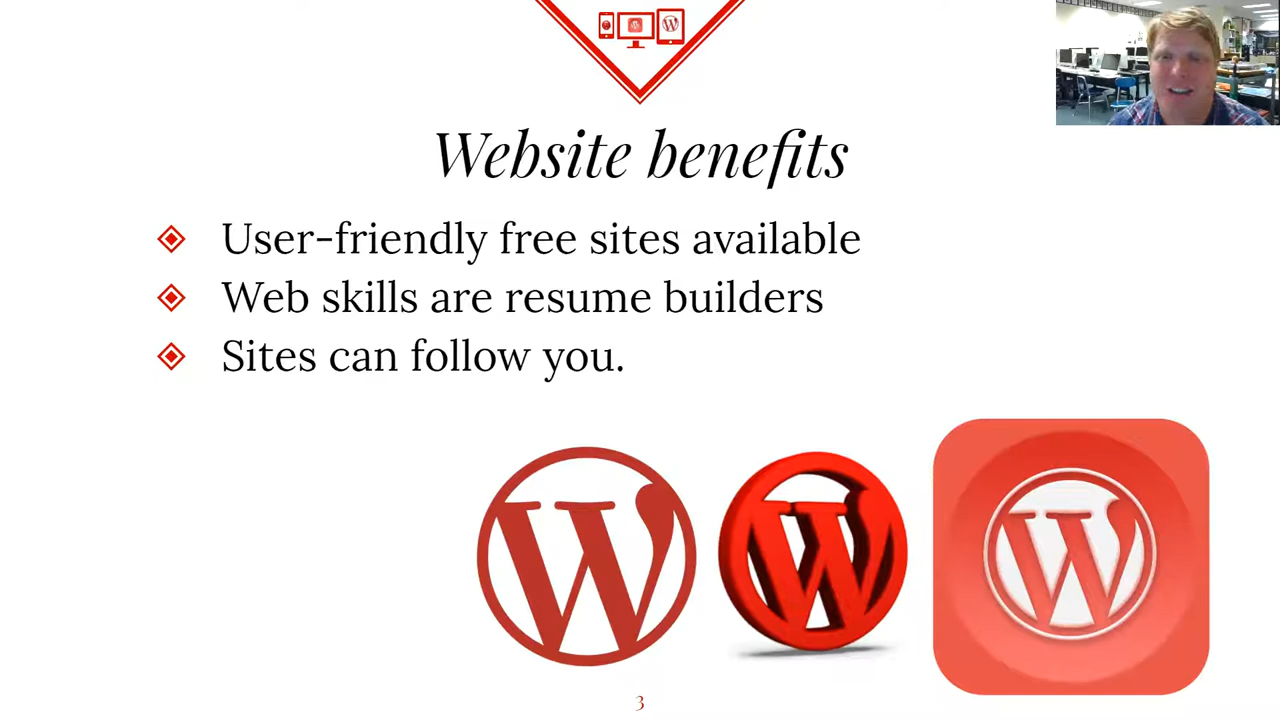 Website benefits
User-friendly free sites available
Web skills are resume builders
Sites can follow you.
3